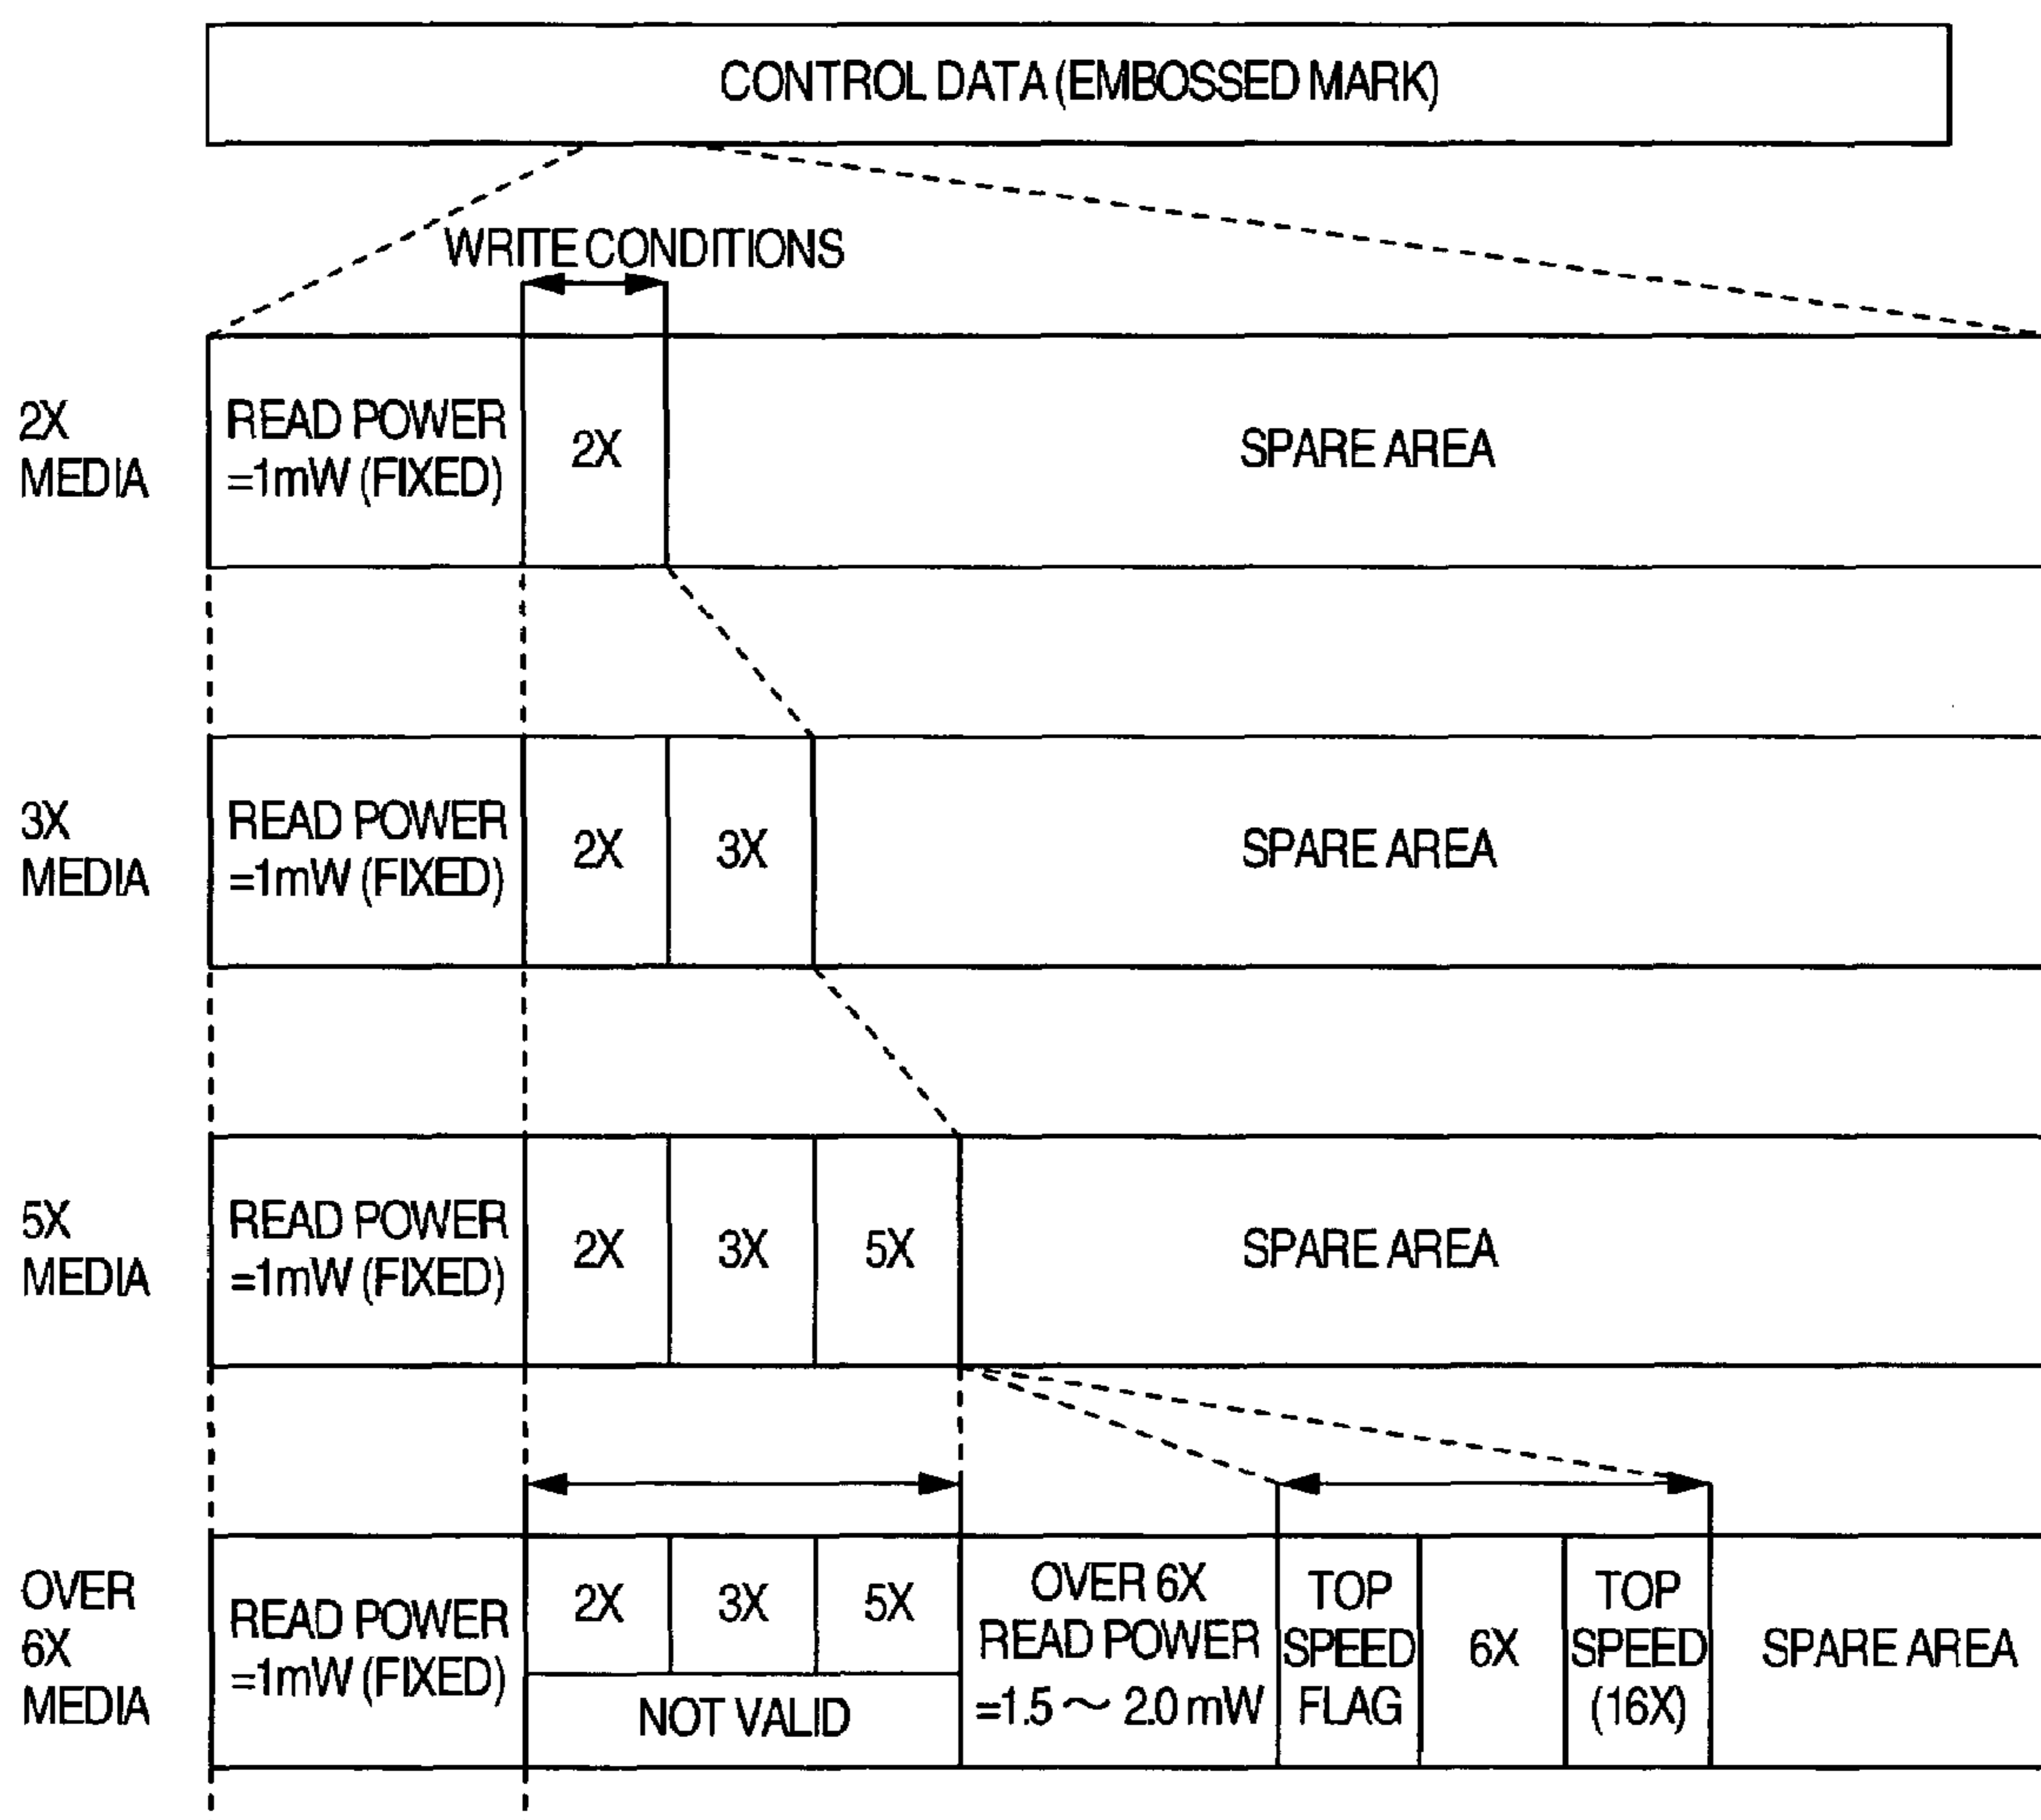 CONTROL DATA (EMBOSSED MARK)
WRITE CONDITIONS
2X
MEDIA
READ POWER
=1mW (FIXED)
2X
SPARE AREA
3X
MEDIA
READ POWER
=1mW (FIXED)
2X
3X
SPARE AREA
5X
MEDIA
READ POWER
=1mW (FIXED)
2X
3X
5X
SPARE AREA
OVER
6X
MEDIA
READ POWER
=1mW (FIXED)
2X
3X
5X
NOT VALID
OVER 6X
READ POWER
=1.5 ~ 2.0 mW
TOP
SPEED
FLAG
6X
TOP
SPEED
(16X)
SPARE AREA